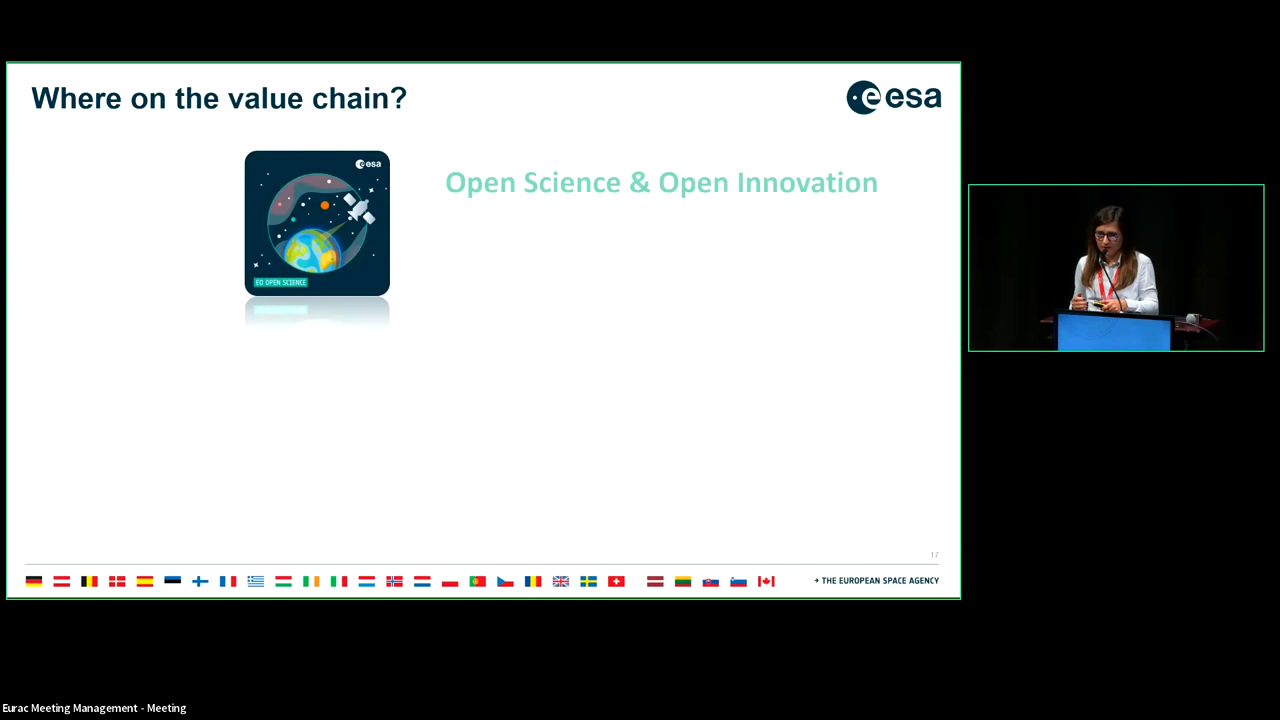 Where on the value chain?
esa
esa
Open Science & Open Innovation
EO OPEN SCIENCE
17
→ THE EUROPEAN SPACE AGENCY
Eurac Meeting Management - Meeting